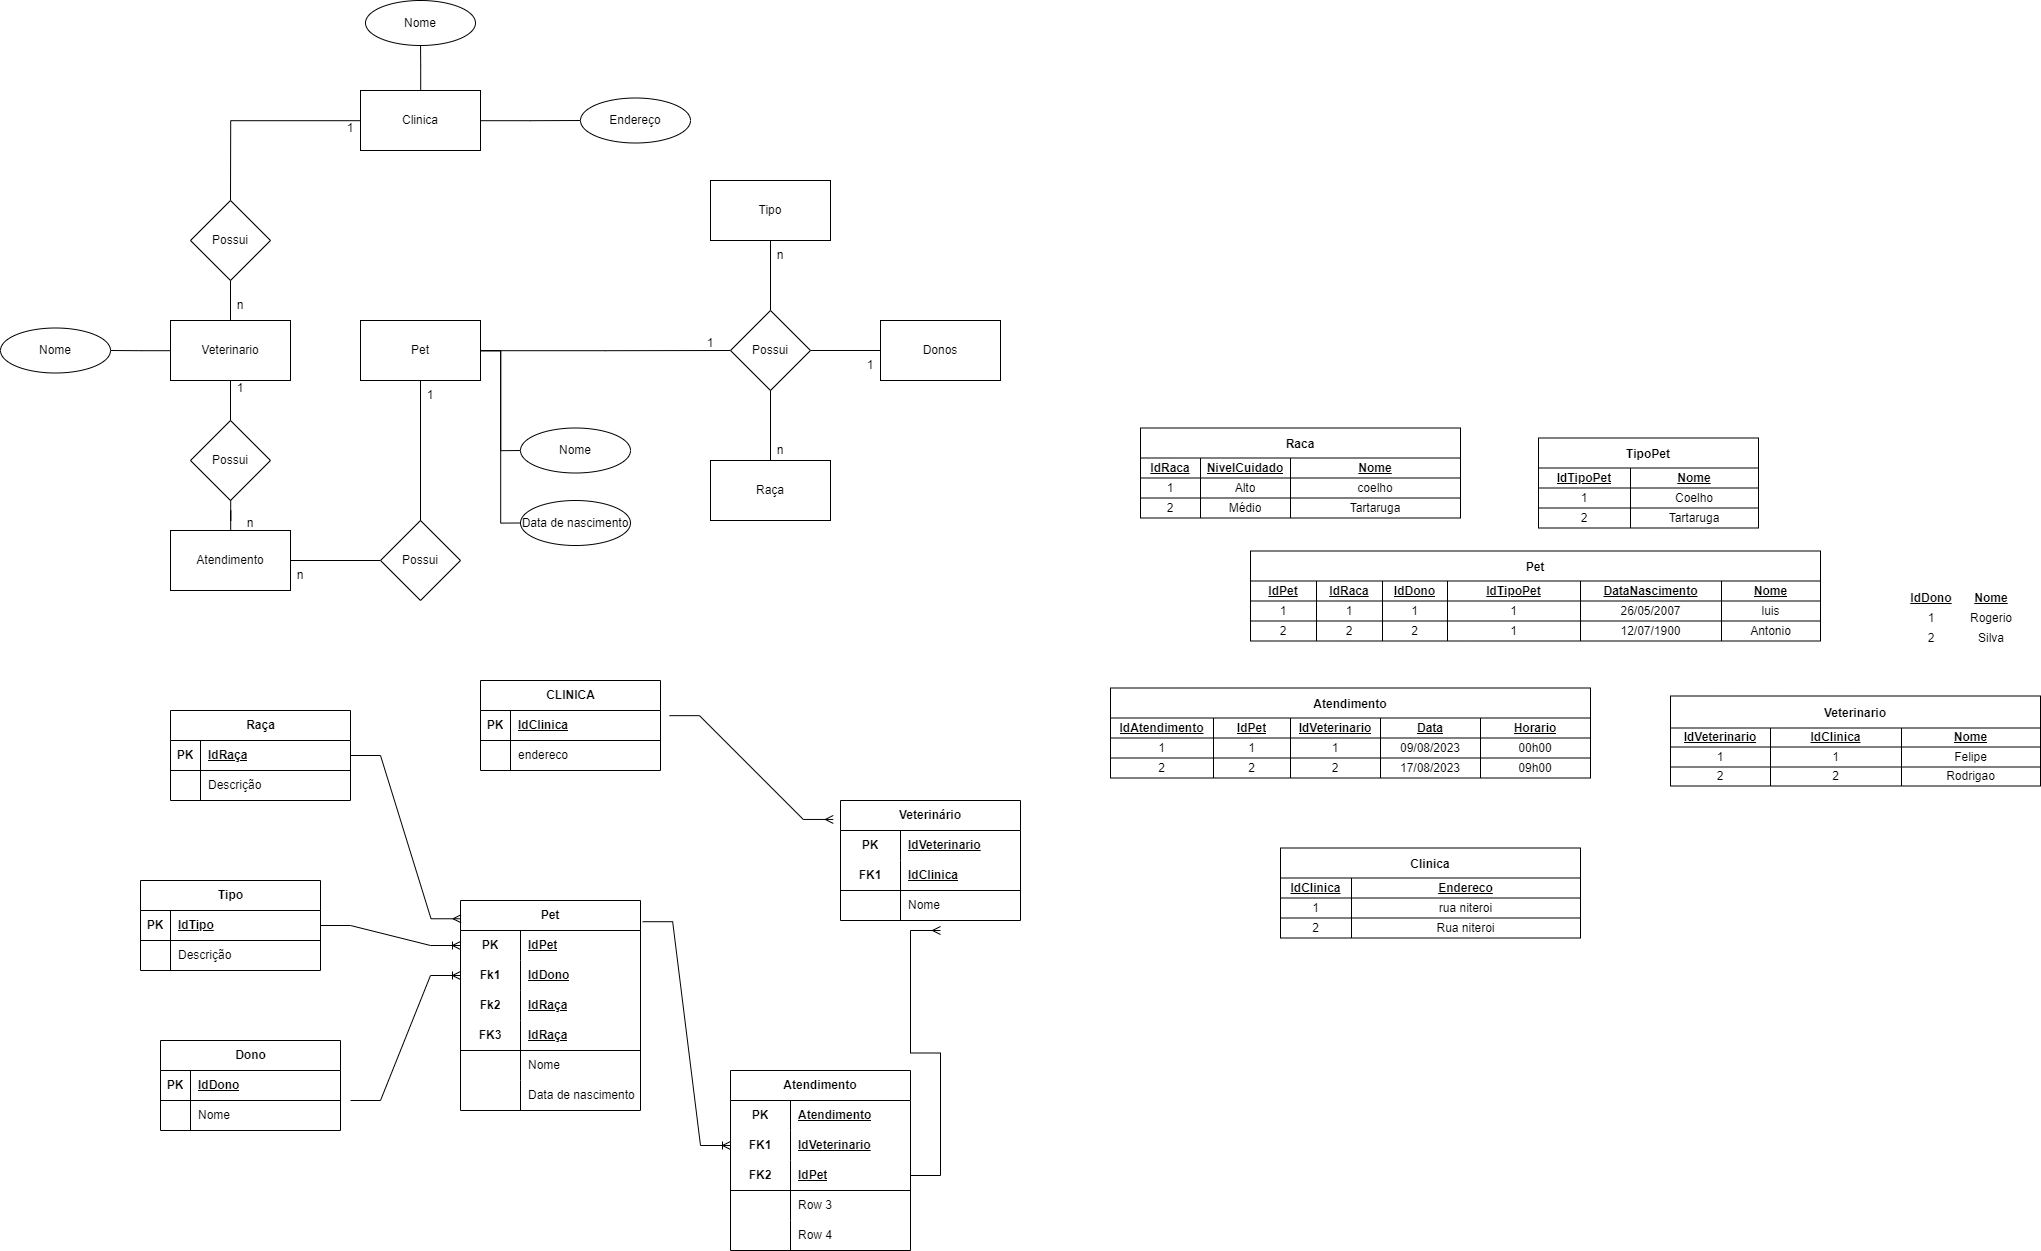 Nome
Clinica
Endereço
1
Possui
n
Tipo
n
Nome
Veterinario
Pet
1
Possui
Donos
1
1
1
Possui
Nome
n
Raça
Data de nascimento
n
Atendimento
n
Possui
CLINICA
PK IdClinica
endereco
Raça
PK IdRaça
Descrição
Veterinário
PK IdVeterinario
FK1 IdClinica
Nome
Tipo
PK IdTipo
Descrição
Pet
PK IdPet
Fk1 IdDono
Fk2 IdRaça
FK3 IdRaça
Nome
Data de nascimento
Dono
PK IdDono
Nome
Atendimento
PK Atendimento
FK1 IdVeterinario
FK2 IdPet
Row 3
Row 4
Raca
IdRaca NivelCuidado Nome
1 Alto coelho
2 Médio Tartaruga
TipoPet
IdTipoPet Nome
1 Coelho
2 Tartaruga
Pet
IdPet IdRaca IdDono IdTipoPet DataNascimento Nome
1 1 1 1 26/05/2007 luis
2 2 2 1 12/07/1900 Antonio
IdDono Nome
1 Rogerio
2 Silva
Atendimento
IdAtendimento IdPet IdVeterinario Data Horario
1 1 1 09/08/2023 00h00
2 2 2 17/08/2023 09h00
Veterinario
IdVeterinario IdClinica Nome
1 1 Felipe
2 2 Rodrigao
Clinica
IdClinica Endereco
1 rua niteroi
2 Rua niteroi